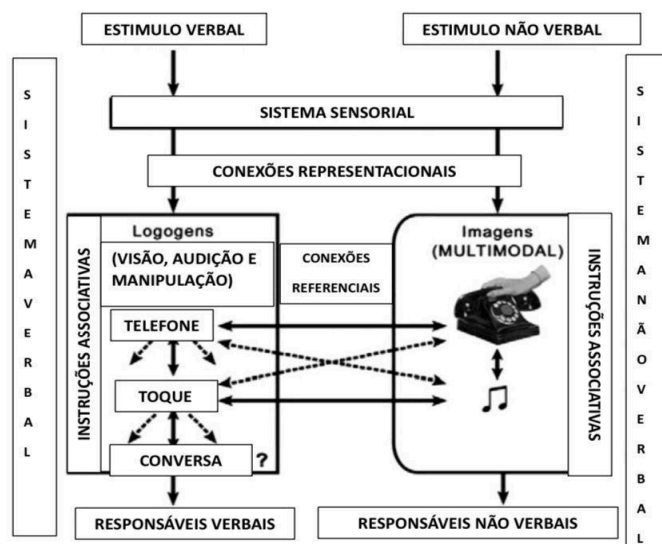 ESTIMULO VERBAL
ESTIMULO NÃO VERBAL
SISTEMA VERBAL
SISTEMA NÃO VERBAL
SISTEMA SENSORIAL
CONEXÕES REPRESENTACIONAIS
Logogens
(VISÃO, AUDIÇÃO E
MANIPULAÇÃO)
INSTRUÇÕES ASSOCIATIVAS
TELEFONE
TOQUE
CONVERSA
?
CONEXÕES
REFERENCIAIS
Imagens
(MULTIMODAL)
INSTRUÇÕES ASSOCIATIVAS
RESPONSÁVEIS VERBAIS
RESPONSÁVEIS NÃO VERBAIS